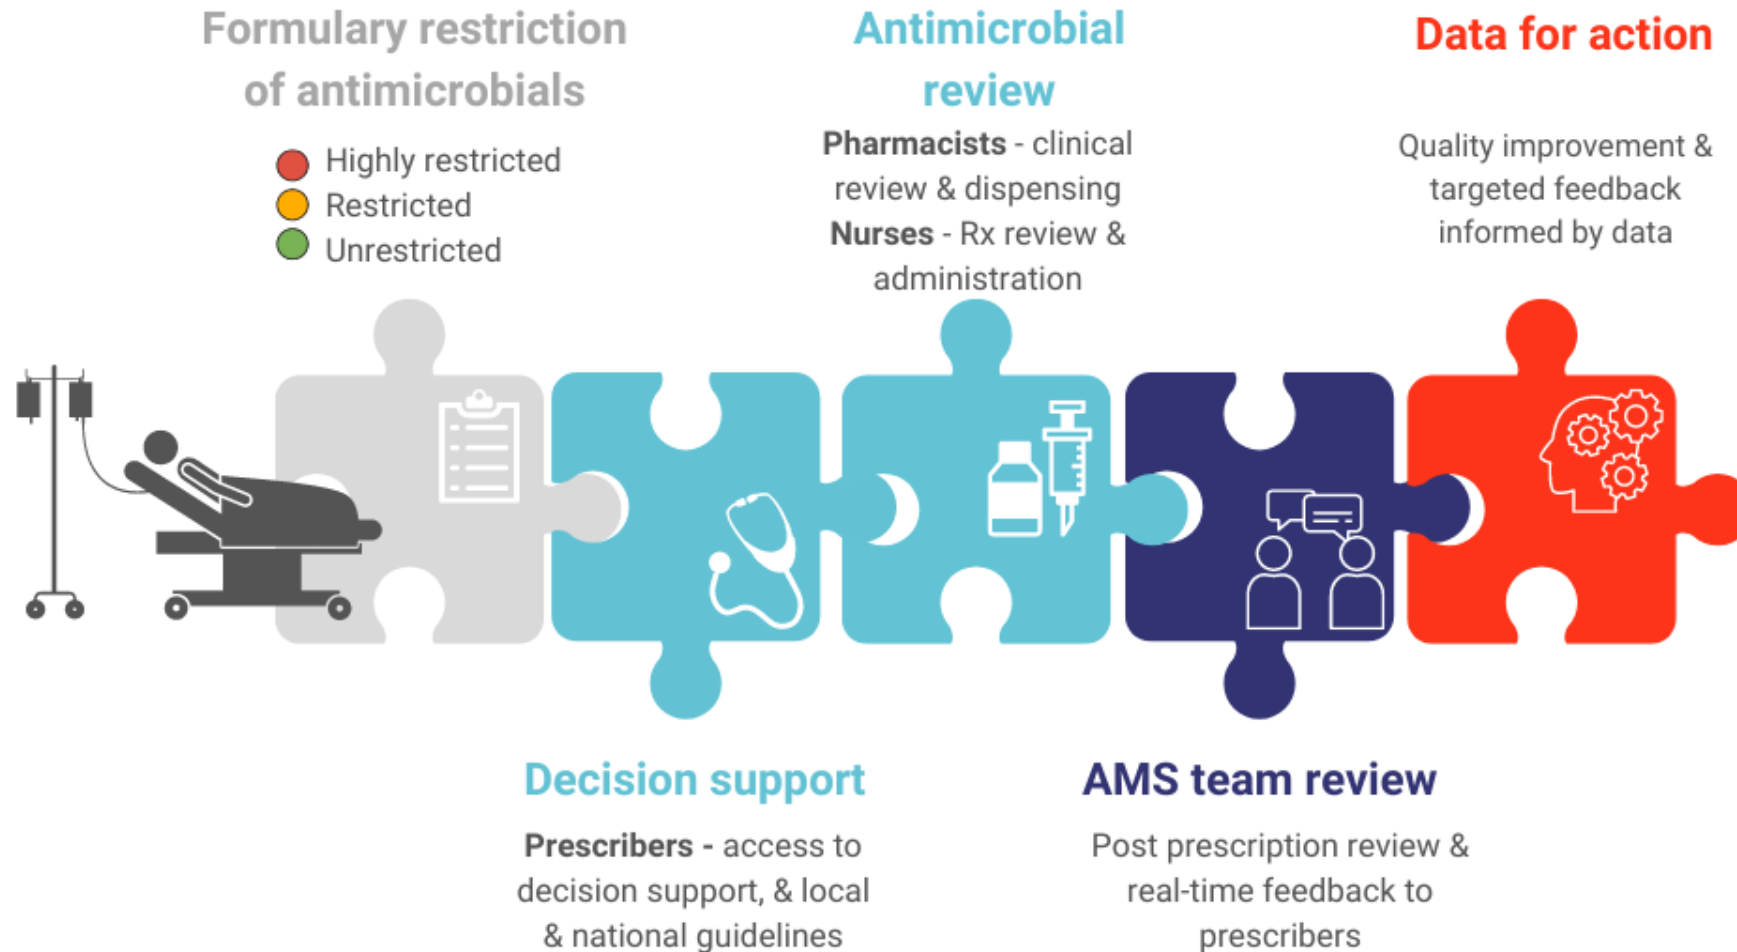 Formulary restriction
of antimicrobials
Highly restricted
Restricted
Unrestricted
Antimicrobial
review
Pharmacists - clinical
review & dispensing
Nurses - Rx review &
administration
Data for action
Quality improvement &
targeted feedback
informed by data
Decision support
Prescribers - access to
decision support, & local
& national guidelines
AMS team review
Post prescription review &
real-time feedback to
prescribers